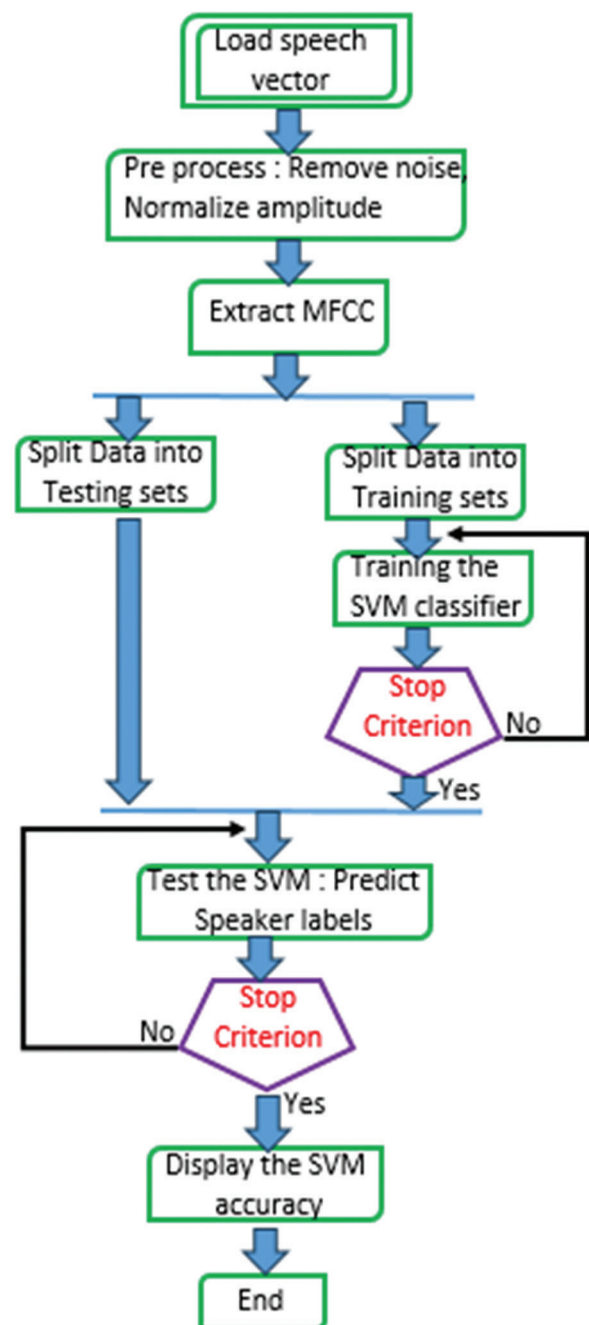 Load speech
vector
Pre process : Remove noise,
Normalize amplitude
Extract MFCC
Split Data into
Testing sets
Split Data into
Training sets
Training the
SVM classifier
Stop
Criterion
No
Yes
Test the SVM : Predict
Speaker labels
Stop
Criterion
No
Yes
Display the SVM
accuracy
End